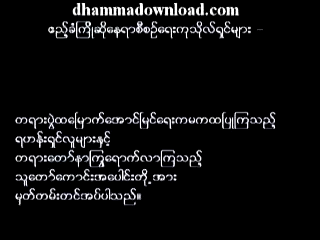 dhammadownload.com
ဧည့်ခံကြိုဆိုနေရာစီစဉ်ရေးကုသိုလ်ရှင်များ -
တရားပွဲထမြောက်အောင်မြင်ရေးကမကထပြုကြသည့်
ရဟန်းရှင်လူများနှင့်
တရားတော်နာကြွရောက်လာကြသည့်
သူတော်ကောင်းအပေါင်းတို့အား
မှတ်တမ်းတင်အပ်ပါသည်။